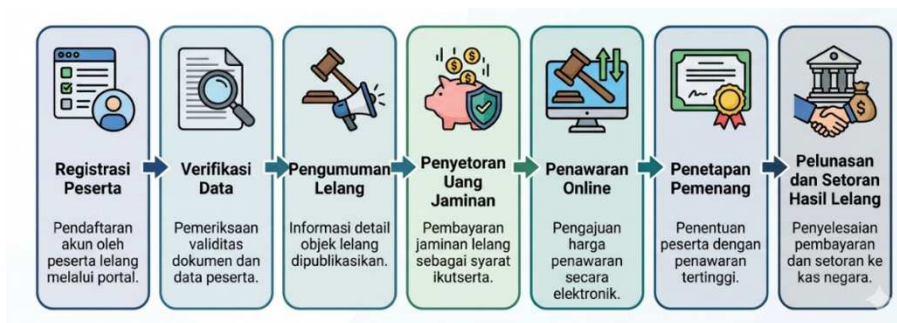 Registrasi
Peserta
Pendaftaran
akun oleh
peserta lelang
melalui portal.
Verifikasi
Data
Pemeriksaan
validitas
dokumen dan
data peserta.
Pengumuman
Lelang
Informasi detail
objek lelang
dipublikasikan.
Penyetoran
Uang
Jaminan
Pembayaran
jaminan lelang
sebagai syarat
ikutserta.
Penawaran
Online
Pengajuan
harga
penawaran
secara
elektronik.
Penetapan
Pemenang
Penentuan
peserta dengan
penawaran
tertinggi.
Pelunasan
dan Setoran
Hasil Lelang
Penyelesaian
pembayaran
dan setoran ke
kas negara.